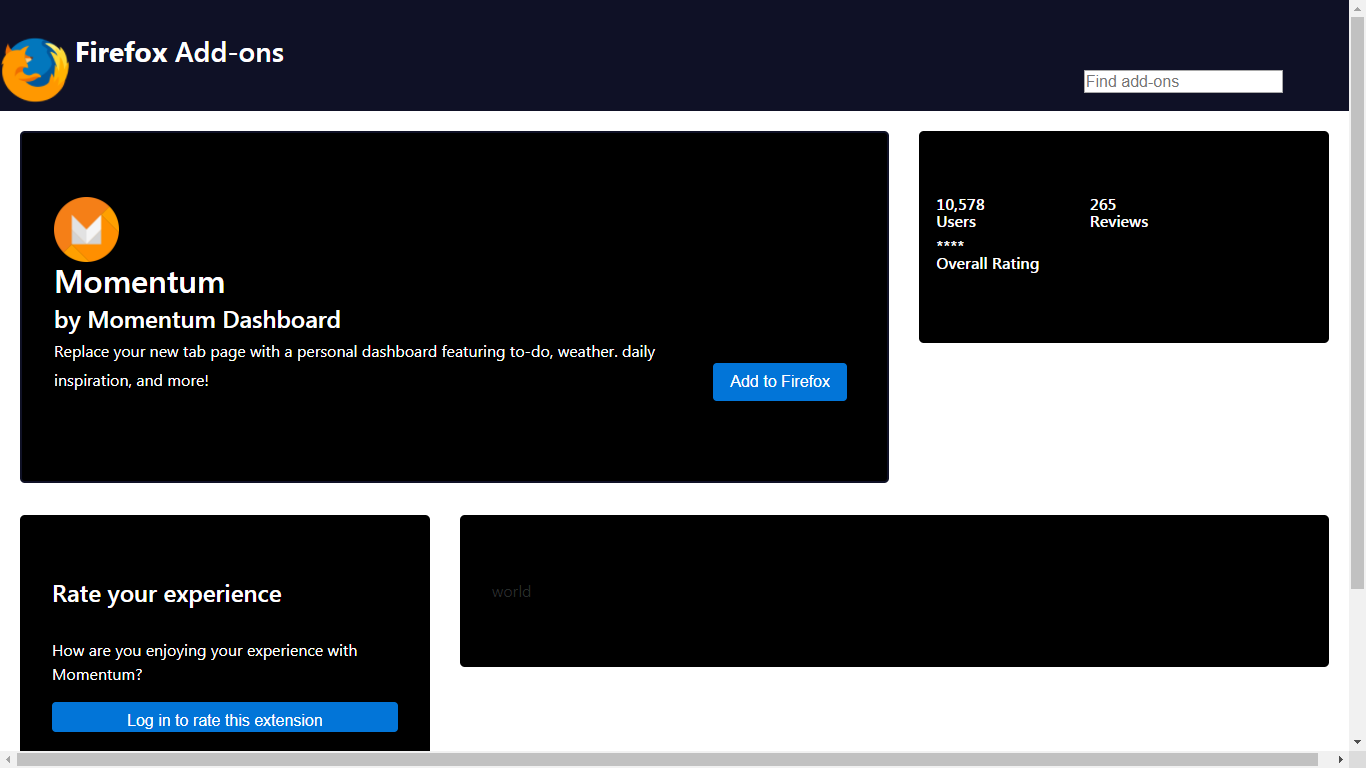 Firefox Add-ons
Find add-ons
Momentum
by Momentum Dashboard
Replace your new tab page with a personal dashboard featuring to-do, weather. daily
inspiration, and more!
Add to Firefox
10,578
Users
265
Reviews
****
Overall Rating
Rate your experience
How are you enjoying your experience with
Momentum?
Log in to rate this extension
world